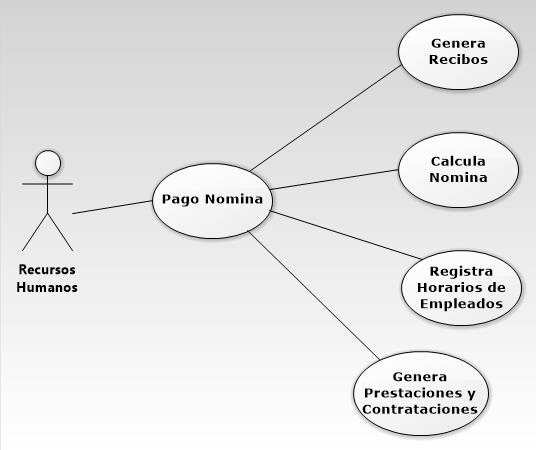 Genera
Recibos
Calcula
Nomina
Pago Nomina
Recursos
Humanos
Registra
Horarios de
Empleados
Genera
Prestaciones y
Contrataciones